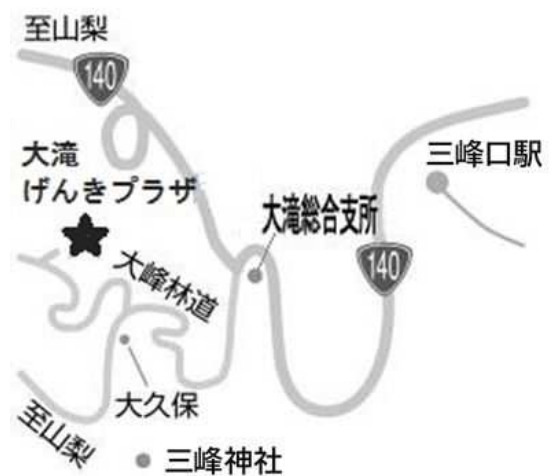 至山梨
140
大滝
げんきプラザ
三峰口駅
大滝総合支所
140
大峰林道
大久保
至山梨
三峰神社